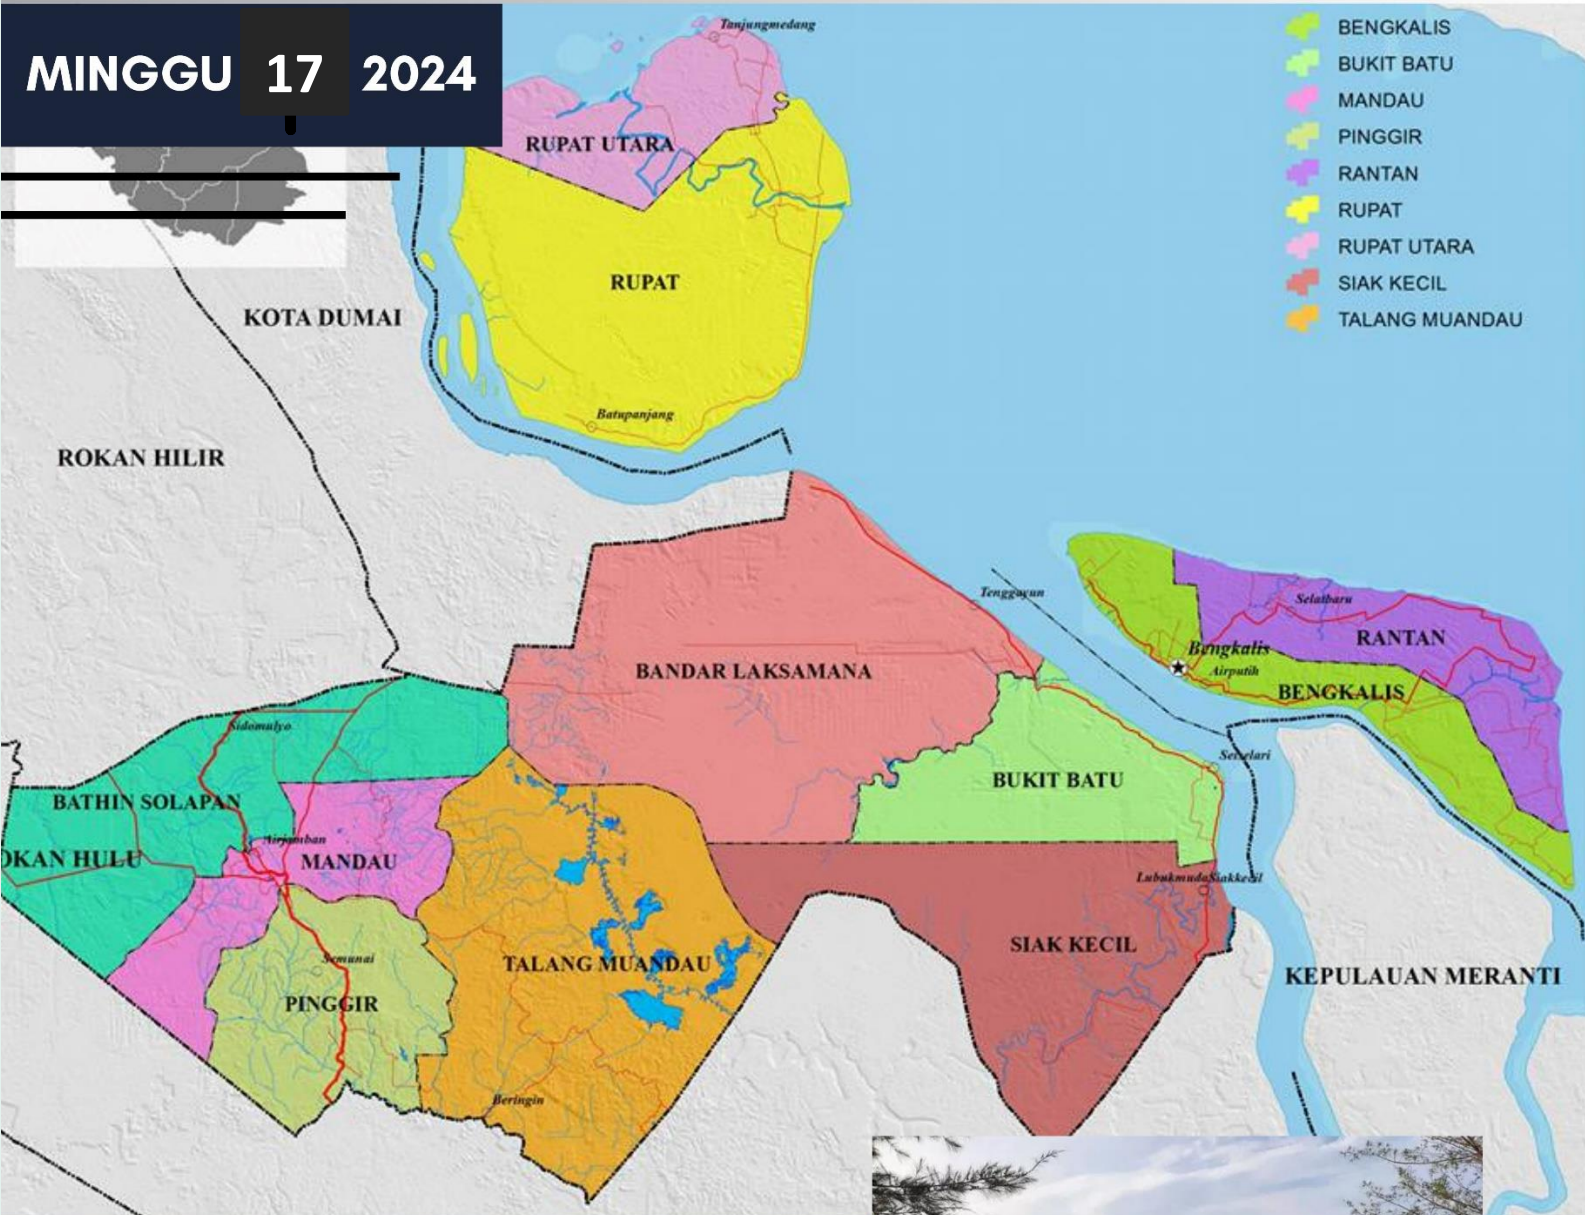 MINGGU 17 2024
Tanjungmedang
BENGKALIS
BUKIT BATU
MANDAU
PINGGIR
RANTAN
RUPAT
RUPAT UTARA
SIAK KECIL
TALANG MUANDAU
RUPAT UTARA
RUPAT
KOTA DUMAI
Batupanjang
ROKAN HILIR
Tenggayun
Selatbaru
RANTAN
Bengkalis
Airputih
BENGKALIS
BANDAR LAKSAMANA
Sidomulyo
BUKIT BATU
BATHIN SOLAPAN
Airjamban
MANDAU
OKAN HULU
LubukmudaSiakkecil
SIAK KECIL
Semunai
TALANG MUANDAU
KEPULAUAN MERANTI
PINGGIR
Beringin